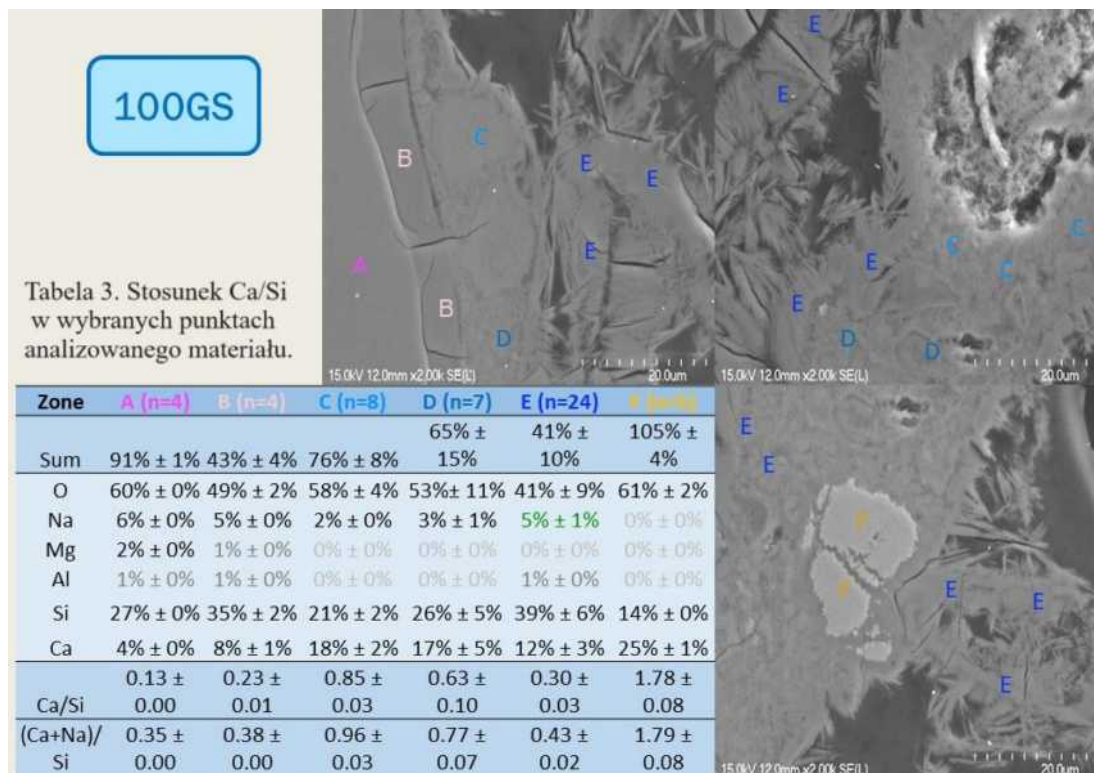 100GS
Tabela 3. Stosunek Ca/Si
w wybranych punktach
analizowanego materiału.
B
C
E
E
A
E
B
D
15.0kV 12.0mm x2.00k SE(L)
20.0um
E
E
C
C
C
E
E
D
D
15.0kV 12.0mm x2.00k SE(L)
20.0um
Zone A (n=4) B (n=4) C (n=8) D (n=7) E (n=24)
65% ± 41% ± 105% ±
Sum 91% ± 1% 43% ± 4% 76% ± 8% 15% 10% 4%
O 60% ± 0% 49% ± 2% 58% ± 4% 53%± 11% 41% ± 9% 61% ± 2%
Na 6% ± 0% 5% ± 0% 2% ± 0% 3% ± 1% 5% ± 1% 0% ± 0%
Mg 2% ± 0% 1% ± 0% 0% ± 0% 0% ± 0% 0% ± 0% 0% ± 0%
Al 1% ± 0% 1% ± 0% 0% ± 0% 0% ± 0% 1% ± 0% 0% ± 0%
Si 27% ± 0% 35% ± 2% 21% ± 2% 26% ± 5% 39% ± 6% 14% ± 0%
Ca 4% ± 0% 8% ± 1% 18% ± 2% 17% ± 5% 12% ± 3% 25% ± 1%
0.13 ± 0.23 ± 0.85 ± 0.63 ± 0.30 ± 1.78 ±
Ca/Si 0.00 0.01 0.03 0.10 0.03 0.08
(Ca+Na)/ 0.35 ± 0.38 ± 0.96 ± 0.77 ± 0.43 ± 1.79 ±
Si 0.00 0.00 0.03 0.07 0.02 0.08
E
E
F
F
E
E
E
15.0kV 12.0mm x2.00k SE(L)
20.0um